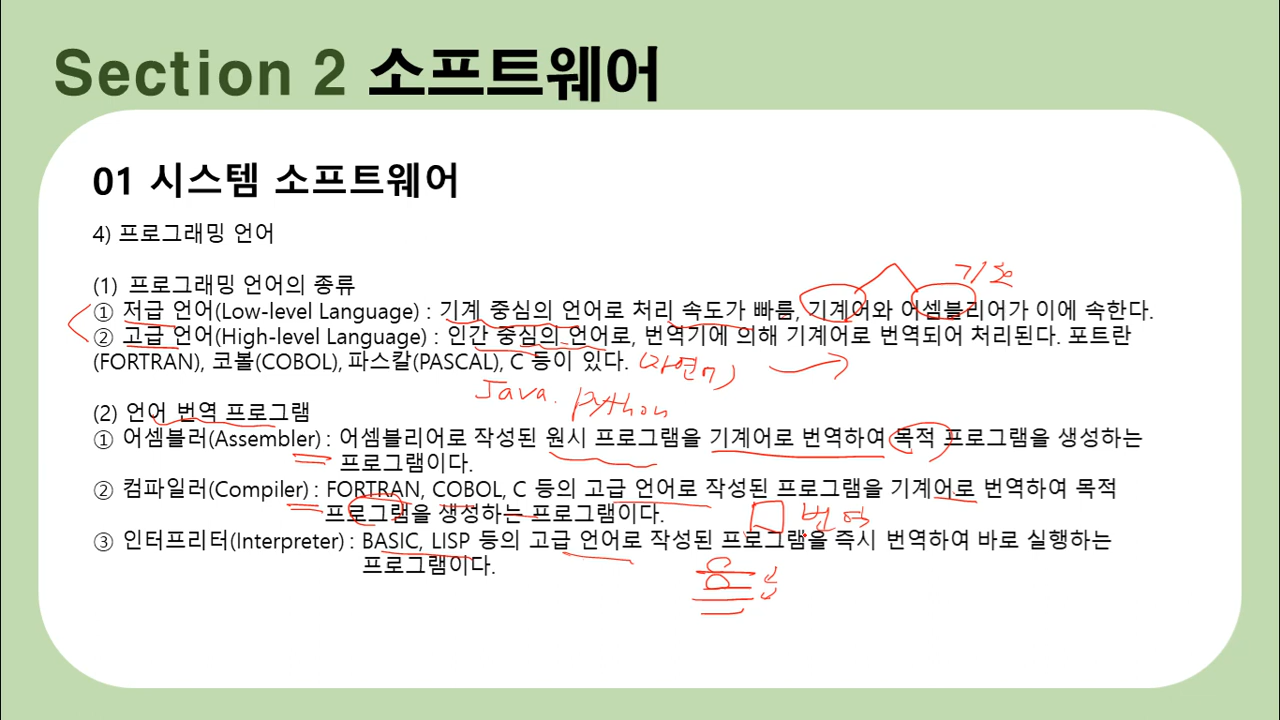 Section 2 소프트웨어
01 시스템 소프트웨어
4) 프로그래밍 언어
(1) 프로그래밍 언어의 종류
기호
① 저급 언어(Low-level Language) : 기계 중심의 언어로 처리 속도가 빠름, 기계어와 어셈블리어가 이에 속한다.
② 고급 언어(High-level Language) : 인간 중심의 언어로, 번역기에 의해 기계어로 번역되어 처리된다. 포트란
(FORTRAN), 코볼(COBOL), 파스칼(PASCAL), C 등이 있다. (자연어)
Java. python
(2) 언어 번역 프로그램
① 어셈블러(Assembler) : 어셈블리어로 작성된 원시 프로그램을 기계어로 번역하여 목적 프로그램을 생성하는
프로그램이다.
② 컴파일러(Compiler) : FORTRAN, COBOL, C 등의 고급 언어로 작성된 프로그램을 기계어로 번역하여 목적
프로그램을 생성하는 프로그램이다.
번역
③ 인터프리터(Interpreter) : BASIC, LISP 등의 고급 언어로 작성된 프로그램을 즉시 번역하여 바로 실행하는
프로그램이다.